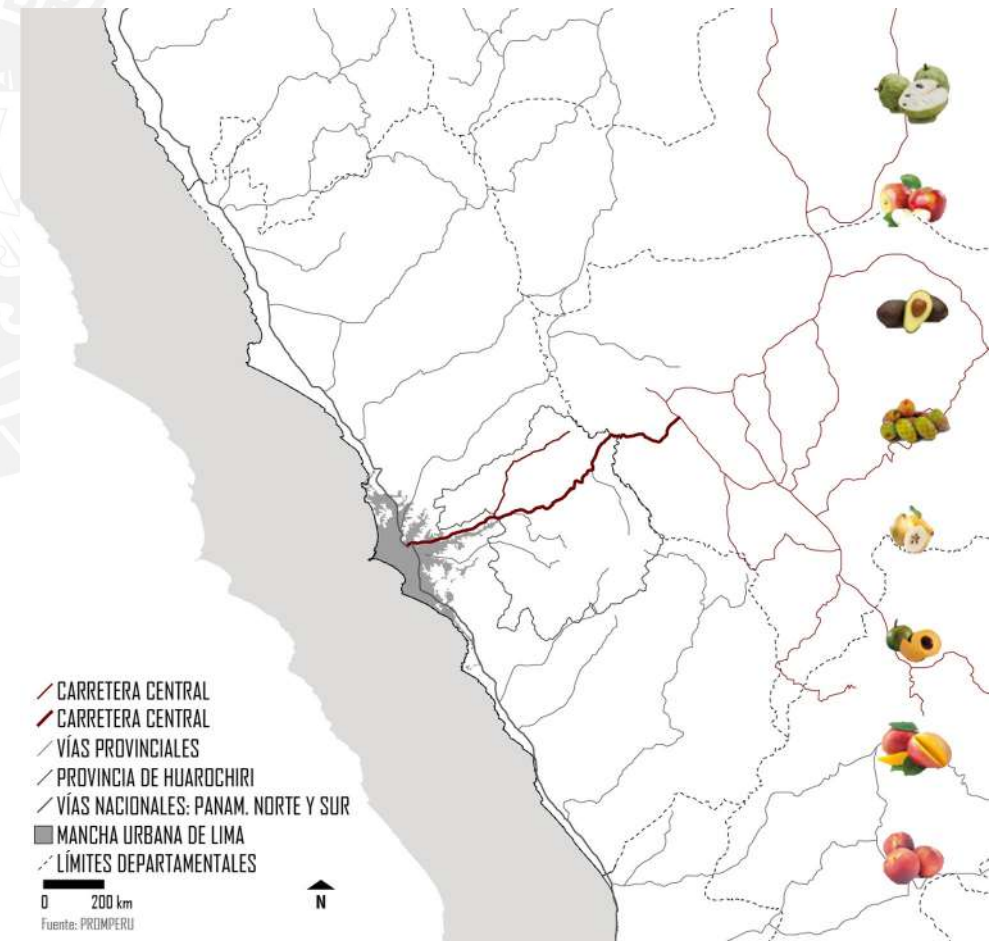 CARRETERA CENTRAL
CARRETERA CENTRAL
VÍAS PROVINCIALES
PROVINCIA DE HUAROCHIRI
VÍAS NACIONALES: PANAM. NORTE Y SUR
MANCHA URBANA DE LIMA
LÍMITES DEPARTAMENTALES
0 200 km
N
Fuente: PROMPERU